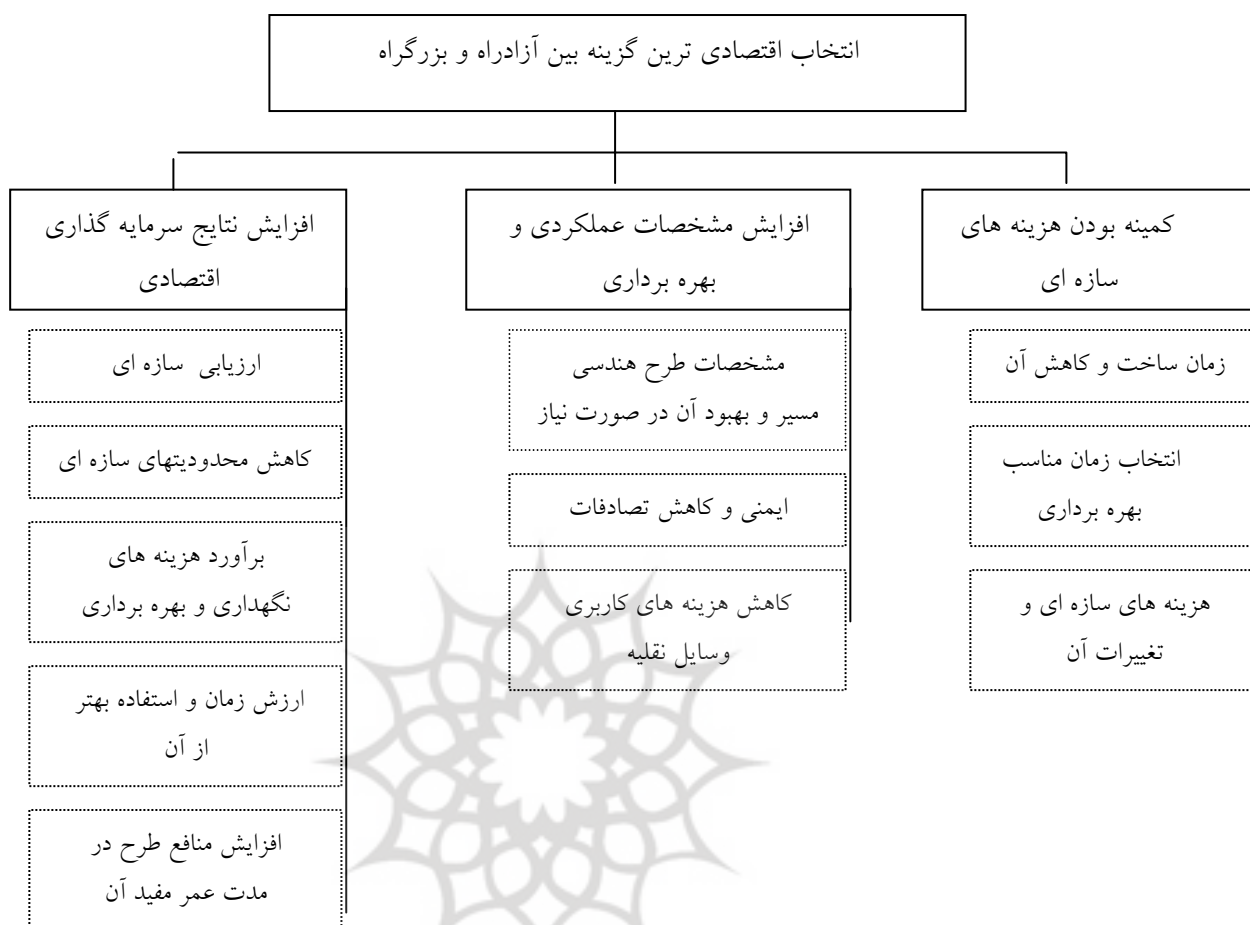 انتخاب اقتصادی ترین گزینه بین آزادراه و بزرگراه
کمینه بودن هزینه های
سازه ای
زمان ساخت و کاهش آن
انتخاب زمان مناسب
بهره برداری
هزینه های سازه ای و
تغییرات آن
افزایش مشخصات عملکردی و
بهره برداری
مشخصات طرح هندسی
مسیر و بهبود آن در صورت نیاز
ایمنی و کاهش تصادفات
کاهش هزینه های کاربری
وسایل نقلیه
افزایش نتایج سرمایه گذاری
اقتصادی
ارزیابی سازه ای
کاهش محدودیتهای سازه ای
برآورد هزینه های
نگهداری و بهره برداری
ارزش زمان و استفاده بهتر
از آن
افزایش منافع طرح در
مدت عمر مفید آن